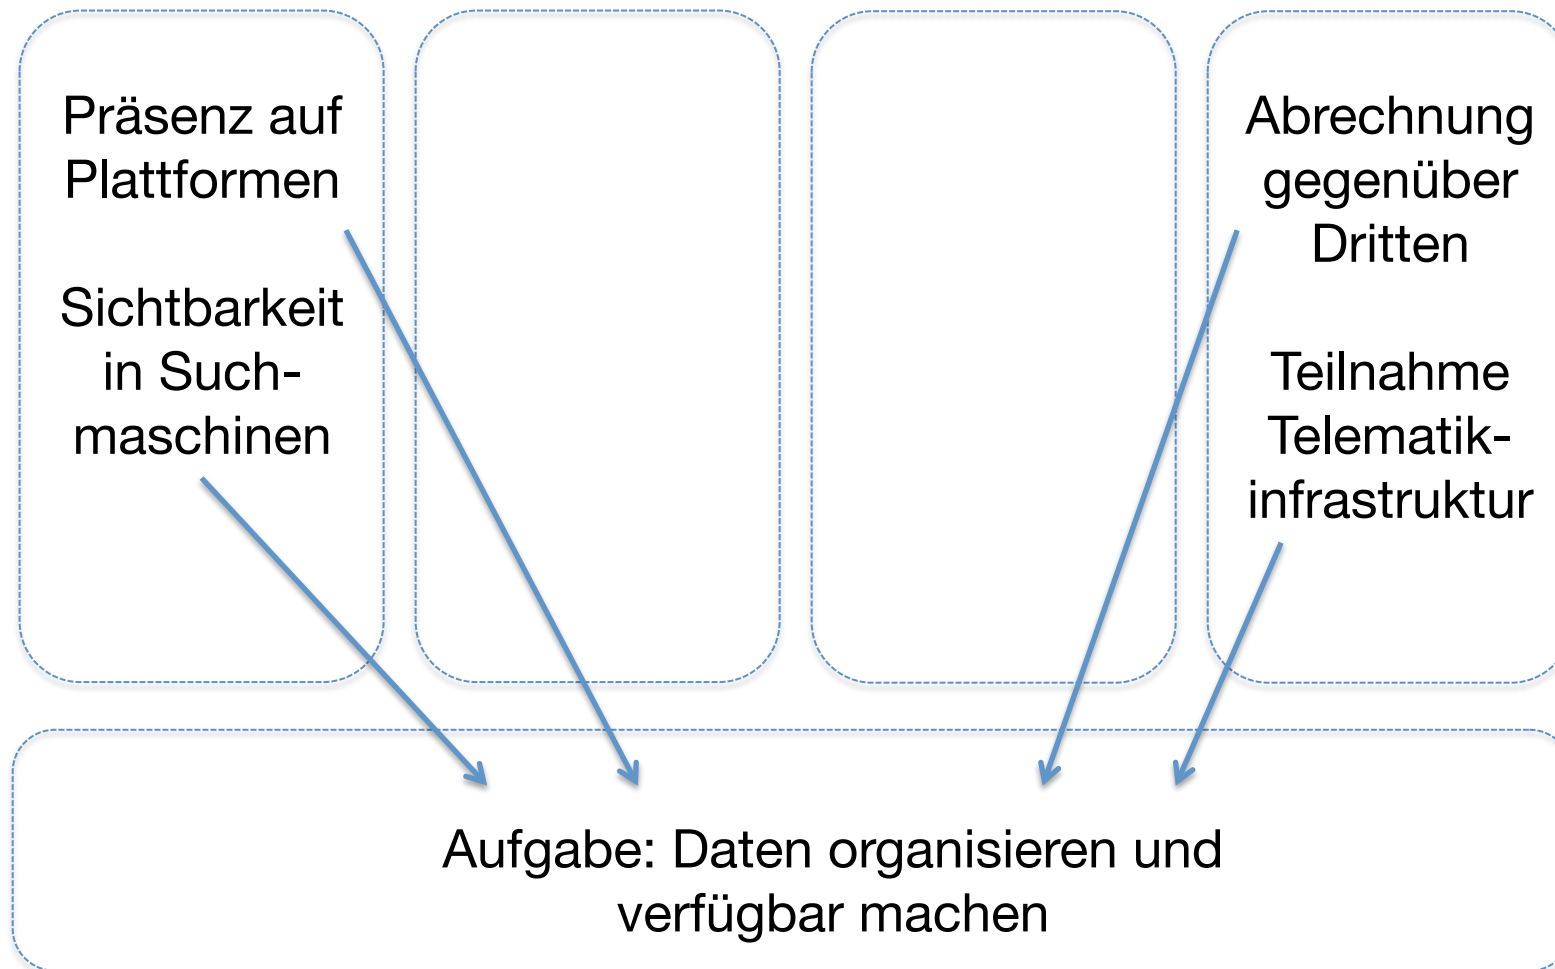 Präsenz auf
Plattformen
Sichtbarkeit
in Such-
maschinen
Abrechnung
gegenüber
Dritten
Teilnahme
Telematik-
infrastruktur
Aufgabe: Daten organisieren und
verfügbar machen